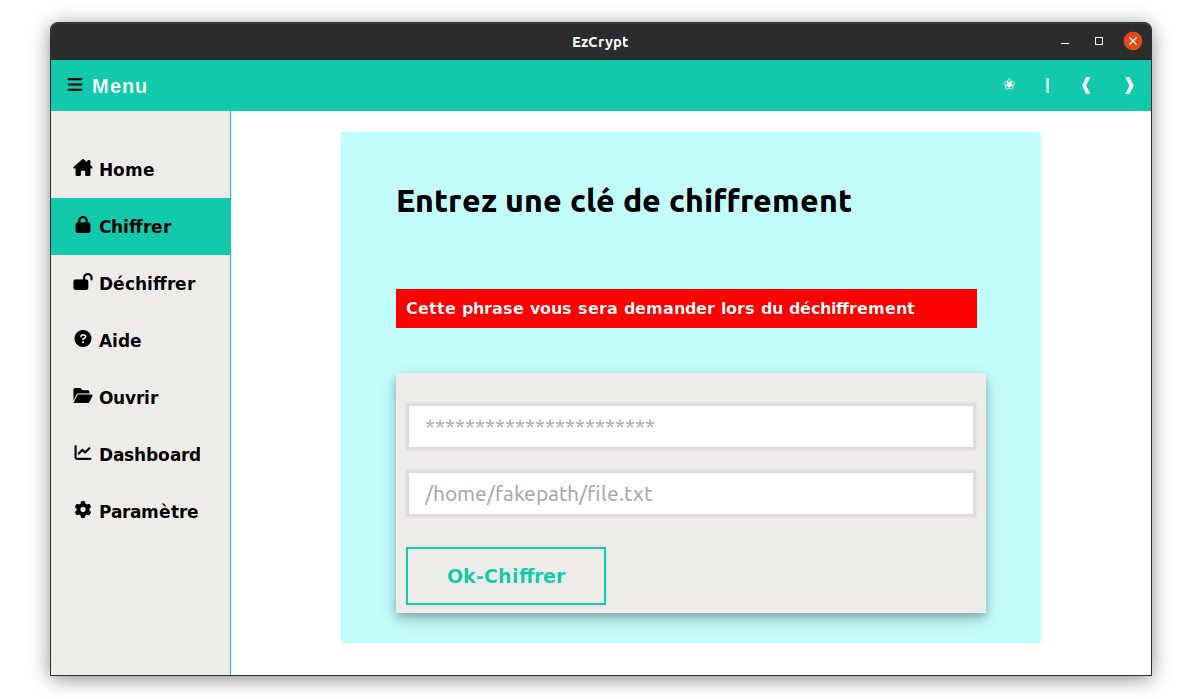 EzCrypt
Menu
Home
Chiffrer
Déchiffrer
Aide
Ouvrir
Dashboard
Paramètre
Entrez une clé de chiffrement
Cette phrase vous sera demander lors du déchiffrement
***********************
/home/fakepath/file.txt
Ok-Chiffrer